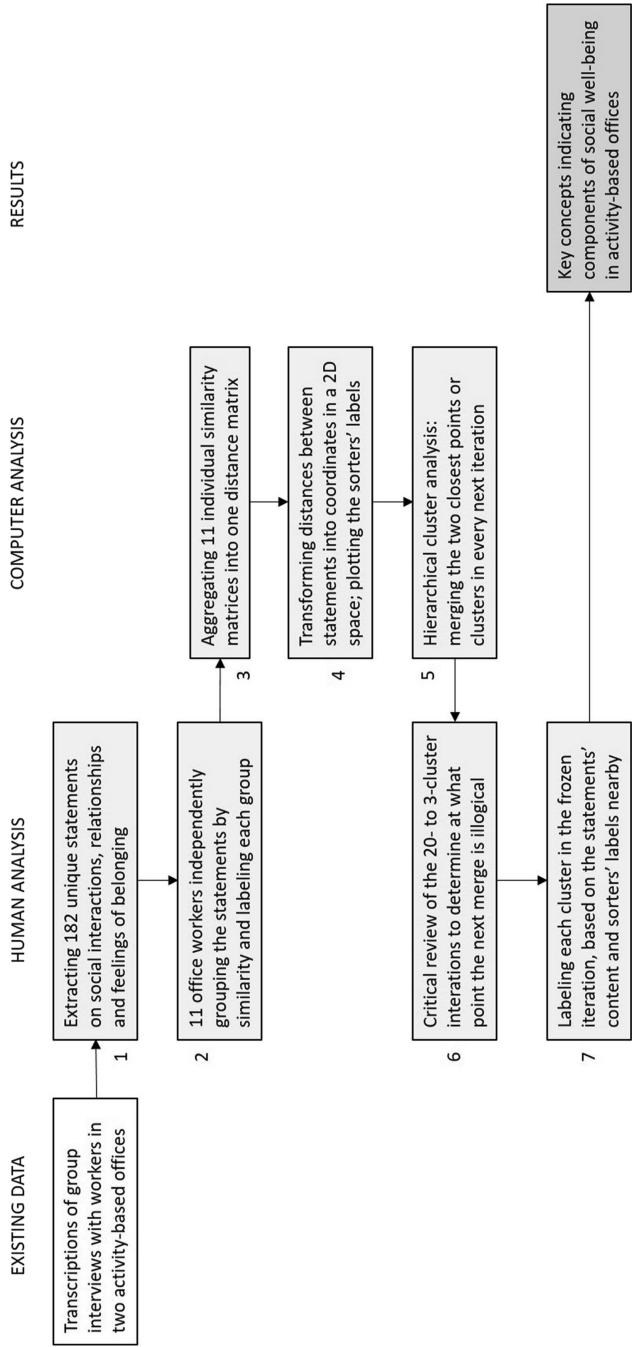 EXISTING DATA
HUMAN ANALYSIS
COMPUTER ANALYSIS
RESULTS
Transcriptions of group
interviews with workers in
two activity-based offices
1
Extracting 182 unique statements
on social interactions, relationships
and feelings of belonging
2
11 office workers independently
grouping the statements by
similarity and labeling each group
3
Aggregating 11 individual similarity
matrices into one distance matrix
4
Transforming distances between
statements into coordinates in a 2D
space; plotting the sorters’ labels
5
Hierarchical cluster analysis:
merging the two closest points or
clusters in every next iteration
6
Critical review of the 20- to 3-cluster
interations to determine at what
point the next merge is illogical
7
Labeling each cluster in the frozen
iteration, based on the statements’
content and sorters’ labels nearby
Key concepts indicating
components of social well-being
in activity-based offices